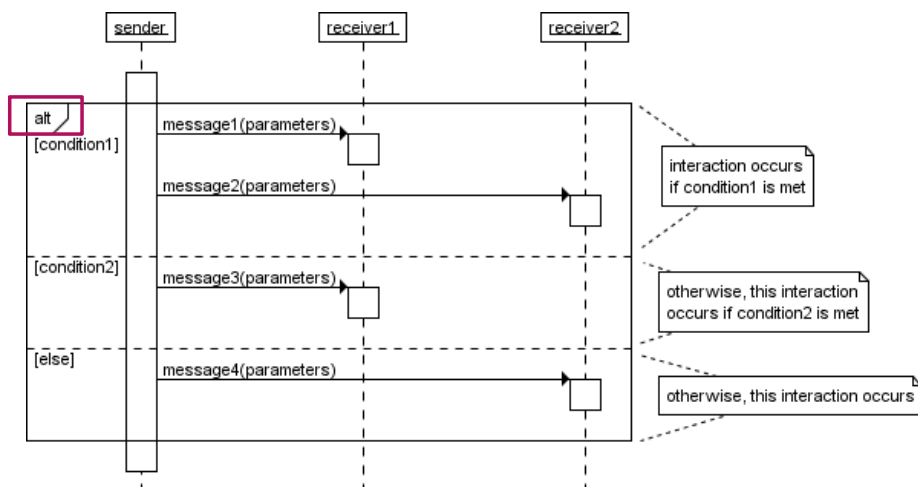 sender
receiver1
receiver2
alt
message1(parameters)
[condition1]
interaction occurs
if condition1 is met
message2(parameters)
[condition2]
message3(parameters)
otherwise, this interaction
occurs if condition2 is met
[else]
message4(parameters)
otherwise, this interaction occurs